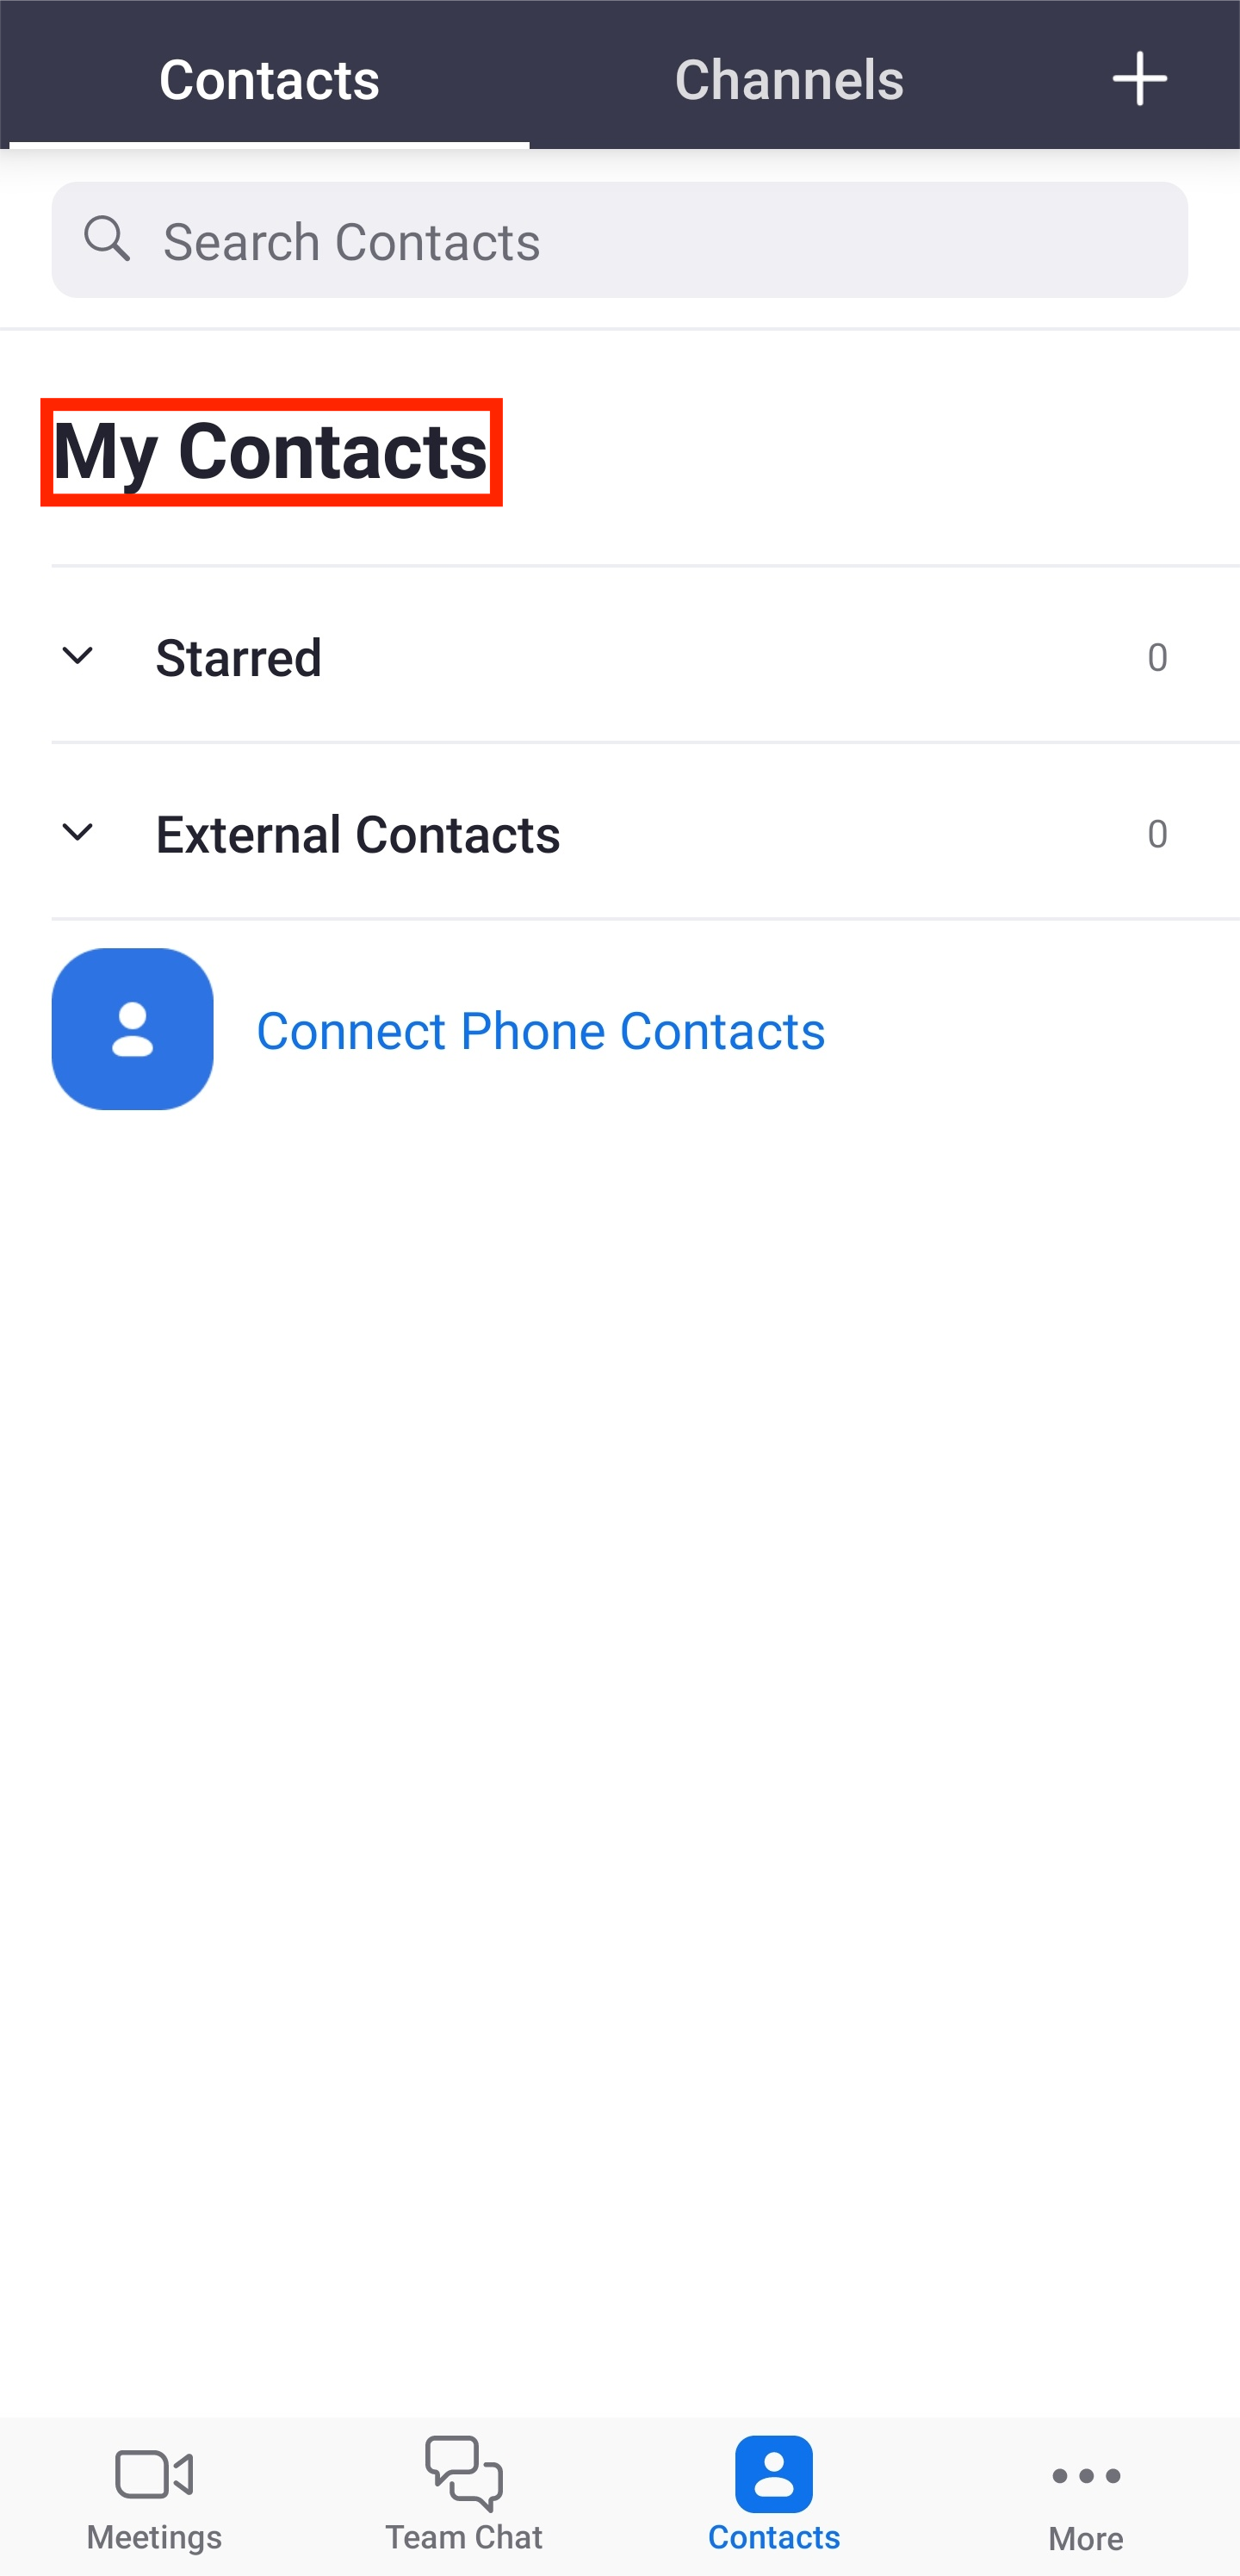 Contacts
Channels
Search Contacts
My Contacts
Starred
0
External Contacts
0
Connect Phone Contacts
Meetings
Team Chat
Contacts
More